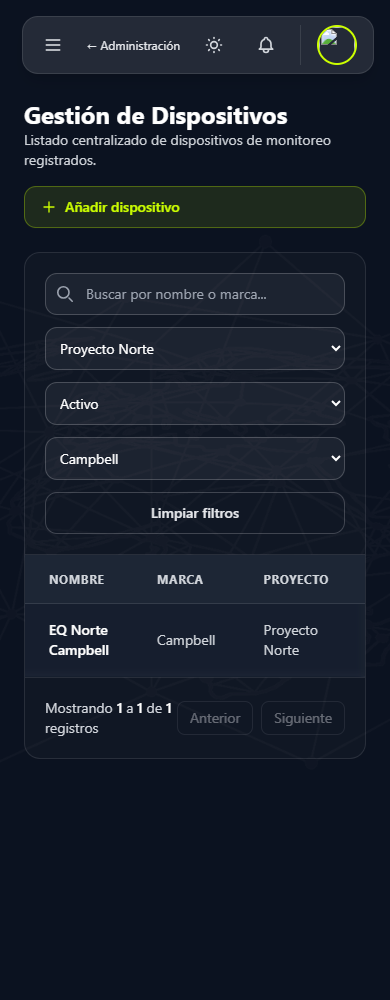 ← Administración
Gestión de Dispositivos
Listado centralizado de dispositivos de monitoreo
registrados.
+ Añadir dispositivo
Buscar por nombre o marca...
Proyecto Norte
Activo
Campbell
Limpiar filtros
NOMBRE MARCA PROYECTO
EQ Norte Campbell Campbell Proyecto Norte
Mostrando 1 a 1 de 1
registros
Anterior Siguiente